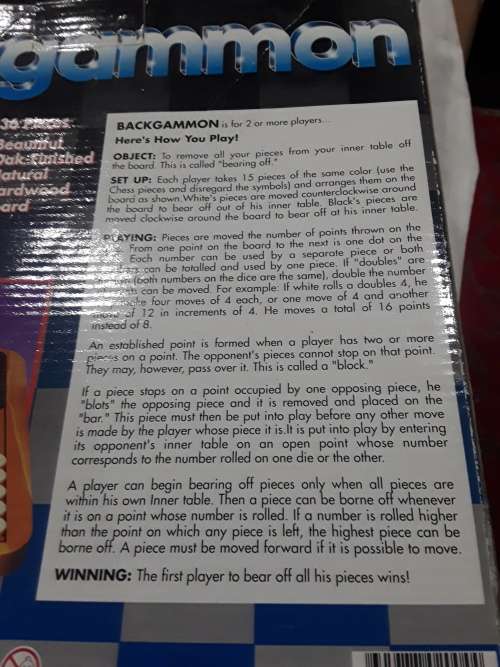 gammon
36 Pieces
Beautiful
Oak Finished
Natural
Hardwood
Board
BACKGAMMON is for 2 or more players...
Here's How You Play!
OBJECT: To remove all your pieces from your inner table off
the board. This is called "bearing off."
SET UP: Each player takes 15 pieces of the same color (use the
Chess pieces and disregard the symbols) and arranges them on the
board as shown. White's pieces are moved counterclockwise around
the board to bear off out of his inner table. Black's pieces are
moved clockwise around the board to bear off at his inner table.
PLAYING: Pieces are moved the number of points thrown on the
From one point on the board to the next is one dot on the
Each number can be used by a separate piece or both
can be totalled and used by one piece. If "doubles" are
(both numbers on the dice are the same), double the number
can be moved. For example: If white rolls a doubles 4, he
four moves of 4 each, or one move of 4 and another
of 12 in increments of 4. He moves a total of 16 points
instead of 8.
An established point is formed when a player has two or more
pieces on a point. The opponent's pieces cannot stop on that point.
They may, however, pass over it. This is called a "block."
If a piece stops on a point occupied by one opposing piece, he
"blots" the opposing piece and it is removed and placed on the
"bar." This piece must then be put into play before any other move
is made by the player whose piece it is.It is put into play by entering
its opponent's inner table on an open point whose number
corresponds to the number rolled on one die or the other.
A player can begin bearing off pieces only when all pieces are
within his own Inner table. Then a piece can be borne off whenever
it is on a point whose number is rolled. If a number is rolled higher
than the point on which any piece is left, the highest piece can be
borne off. A piece must be moved forward if it is possible to move.
WINNING: The first player to bear off all his pieces wins!